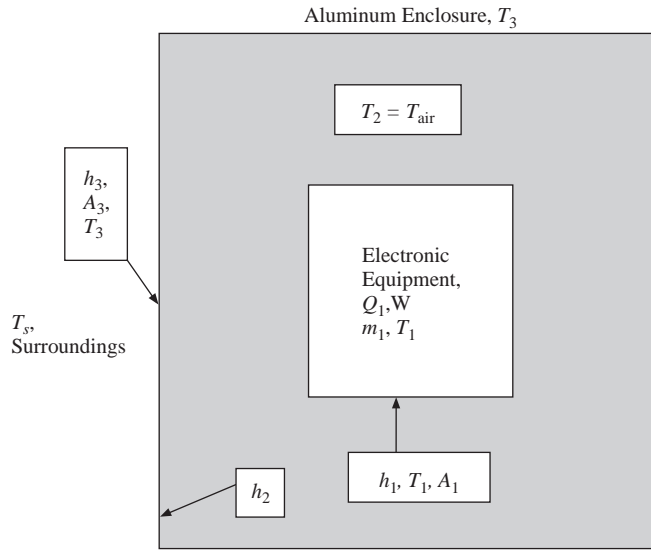 Aluminum Enclosure, T₃
T₂ = Tₐᵢᵣ
h₃,
A₃,
T₃
Electronic
Equipment,
Q₁,W
m₁, T₁
Tₛ,
Surroundings
h₁, T₁, A₁
h₂